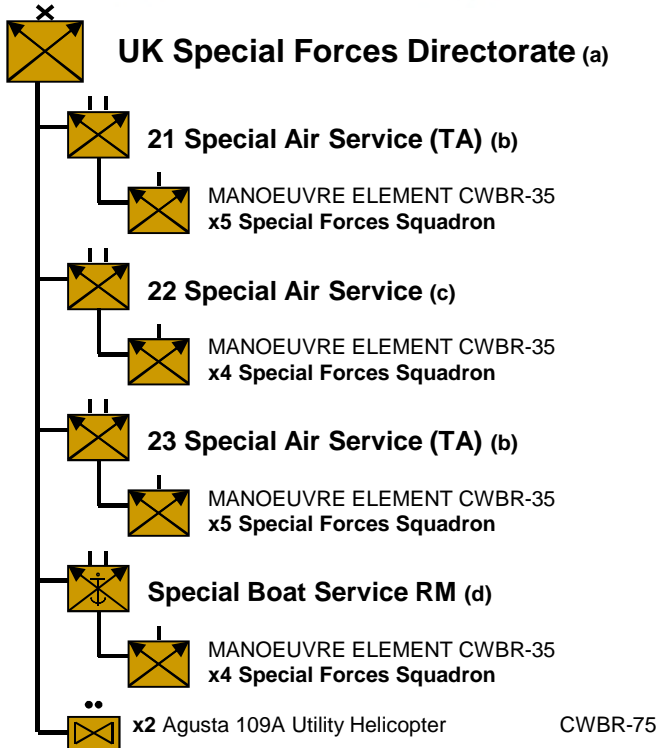 UK Special Forces Directorate (a)
21 Special Air Service (TA) (b)
MANOEUVRE ELEMENT CWBR-35
x5 Special Forces Squadron
22 Special Air Service (c)
MANOEUVRE ELEMENT CWBR-35
x4 Special Forces Squadron
23 Special Air Service (TA) (b)
MANOEUVRE ELEMENT CWBR-35
x5 Special Forces Squadron
Special Boat Service RM (d)
MANOEUVRE ELEMENT CWBR-35
x4 Special Forces Squadron
x2 Agusta 109A Utility Helicopter CWBR-75